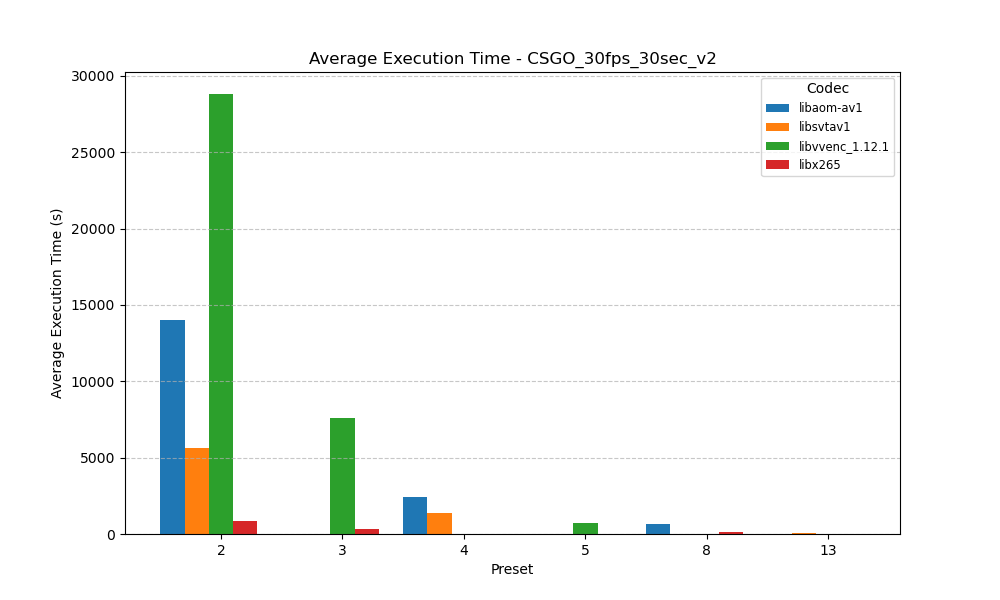 Average Execution Time - CSGO_30fps_30sec_v2
Average Execution Time (s)
30000
25000
20000
15000
10000
5000
0
Codec
libaom-av1
libsvtav1
libvvenc_1.12.1
libx265
2
3
4
5
8
13
Preset